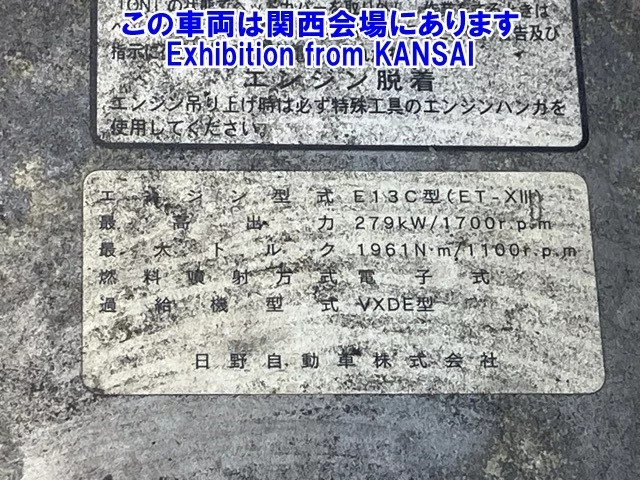 この車両は関西会場にあります
Exhibition from KANSAI
エンジン脱着
エンジン吊り上げ時は必ず特殊工具のエンジンハンガを
使用してください。
エンジン型式 E13C型(ET-XIII)
最高出力 279kW/1700r.p.m
最大トルク 1961N·m/1100r.p.m
燃料噴射方式 電子式
過給機型式 VXDE型
日野自動車株式会社